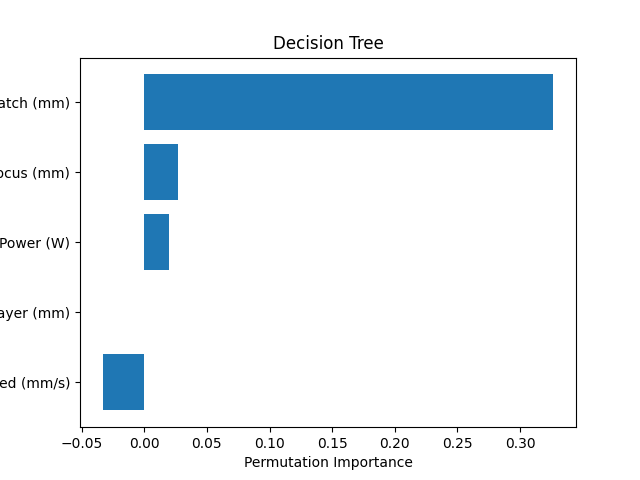 Decision Tree
atch (mm)
ocus (mm)
Power (W)
ayer (mm)
ed (mm/s)
−0.05 0.00 0.05 0.10 0.15 0.20 0.25 0.30
Permutation Importance